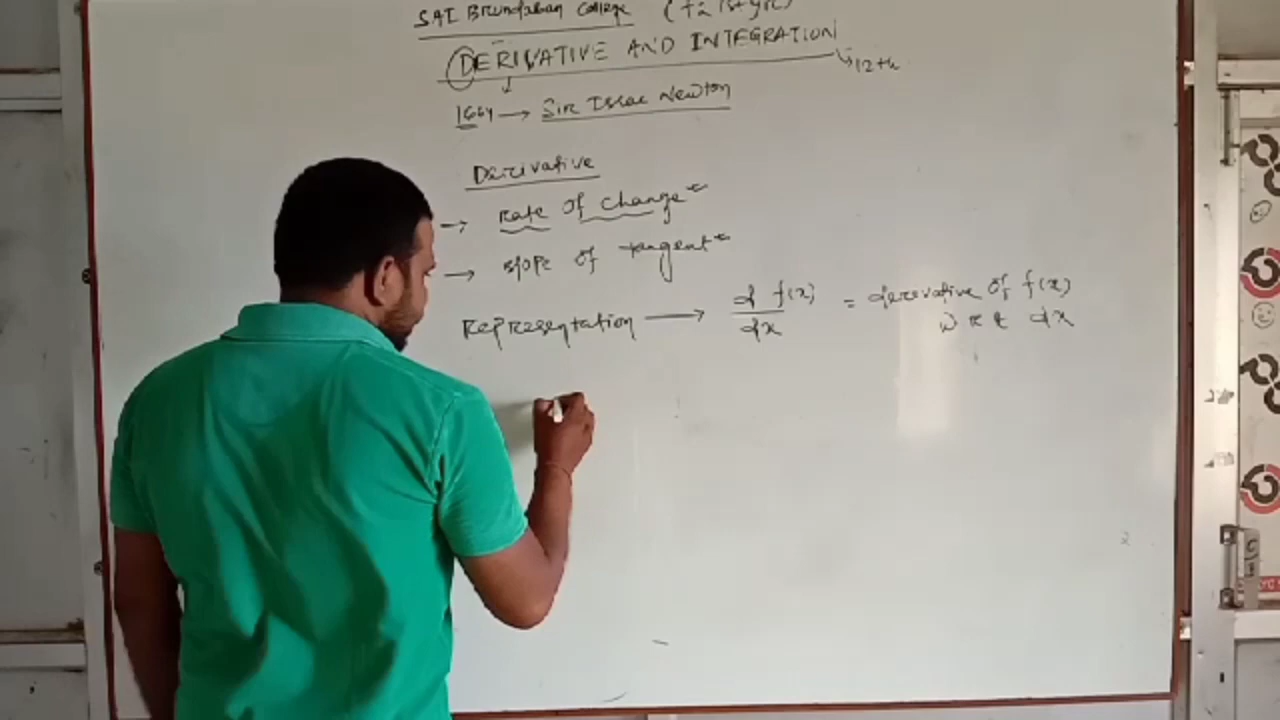 SAI Brundaban College (+2 1st yr)
DERIVATIVE AND INTEGRATION
12th
1664 → Sir Issac Newton
Derivative
→ Rate of change
→ slope of tangent
Representation → d f(x) / dx = derivative of f(x)
w r t dx